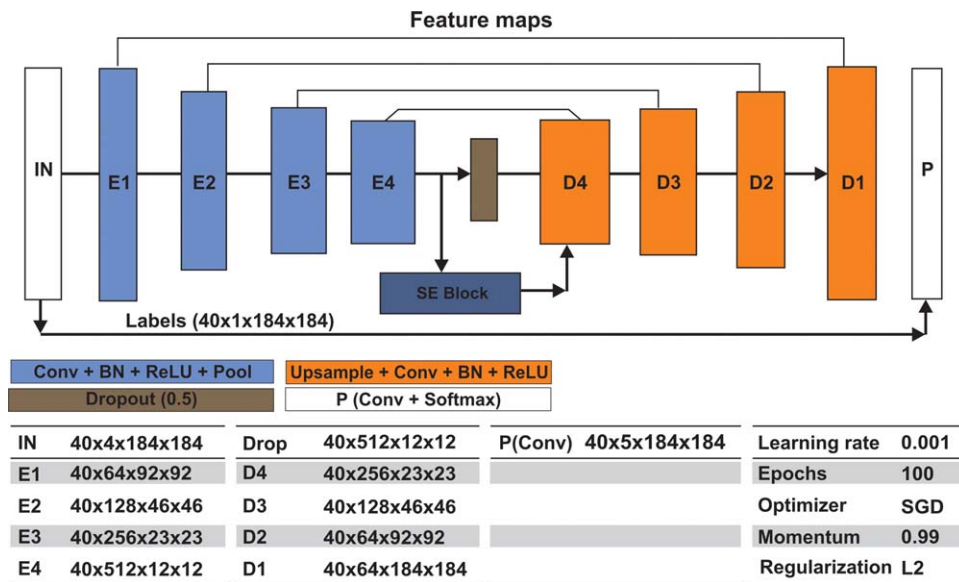 Feature maps
IN
E1
E2
E3
E4
D4
D3
D2
D1
P
SE Block
Labels (40x1x184x184)
Conv + BN + ReLU + Pool
Upsample + Conv + BN + ReLU
Dropout (0.5)
P (Conv + Softmax)
IN 40x4x184x184 Drop 40x512x12x12 P(Conv) 40x5x184x184 Learning rate 0.001
E1 40x64x92x92 D4 40x256x23x23 Epochs 100
E2 40x128x46x46 D3 40x128x46x46 Optimizer SGD
E3 40x256x23x23 D2 40x64x92x92 Momentum 0.99
E4 40x512x12x12 D1 40x64x184x184 Regularization L2